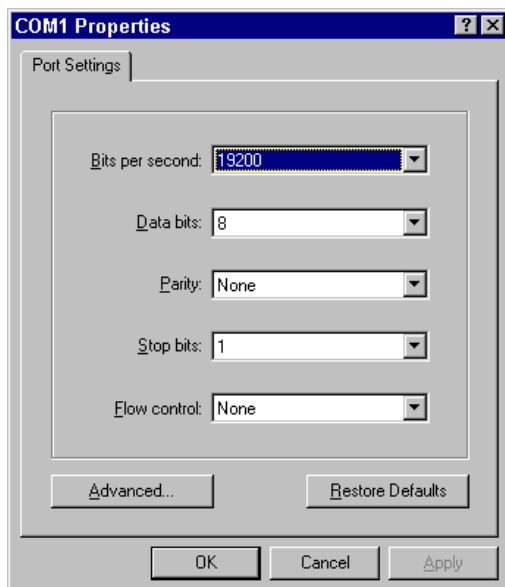 COM1 Properties
Port Settings
Bits per second: 19200
Data bits: 8
Parity: None
Stop bits: 1
Flow control: None
Advanced... Restore Defaults
OK Cancel Apply